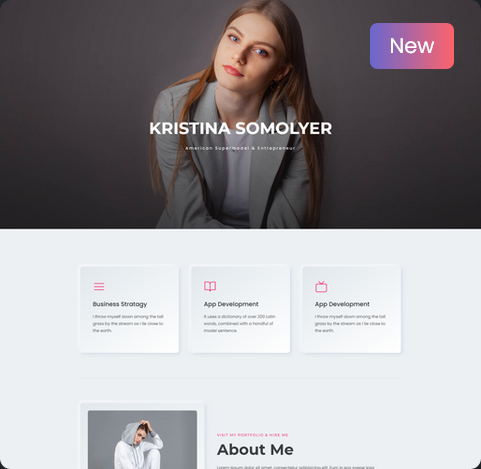 New
KRISTINA SOMOLYER
American Supermodel & Entrepreneur
Business Stratagy
I throw myself down among the tall
grass by the stream as I lie close to
the earth.
App Development
It uses a dictionary of over 200 Latin
words, combined with a handful of
model sentence.
App Development
I throw myself down among the tall
grass by the stream as I lie close to
the earth.
VISIT MY PORTFOLIO & HIRE ME
About Me